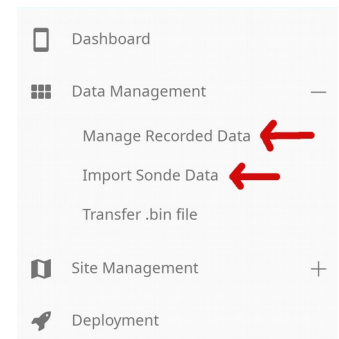 Dashboard
Data Management
Manage Recorded Data
Import Sonde Data
Transfer .bin file
Site Management
Deployment